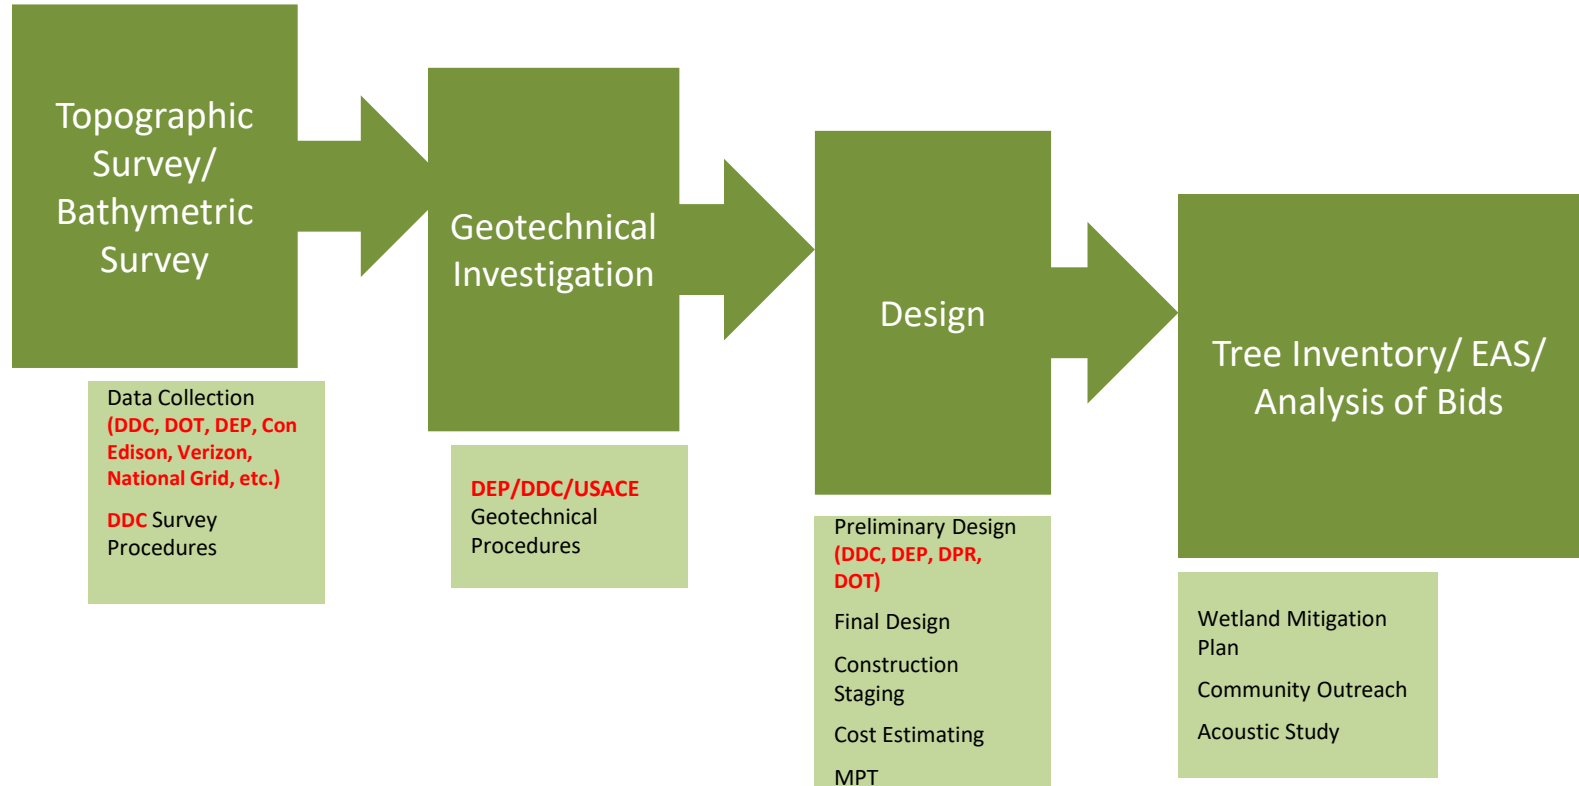 Topographic
Survey/
Bathymetric
Survey
Data Collection
(DDC, DOT, DEP, Con
Edison, Verizon,
National Grid, etc.)
DDC Survey
Procedures
Geotechnical
Investigation
DEP/DDC/USACE
Geotechnical
Procedures
Design
Preliminary Design
(DDC, DEP, DPR,
DOT)
Final Design
Construction
Staging
Cost Estimating
MPT
Tree Inventory/ EAS/
Analysis of Bids
Wetland Mitigation
Plan
Community Outreach
Acoustic Study